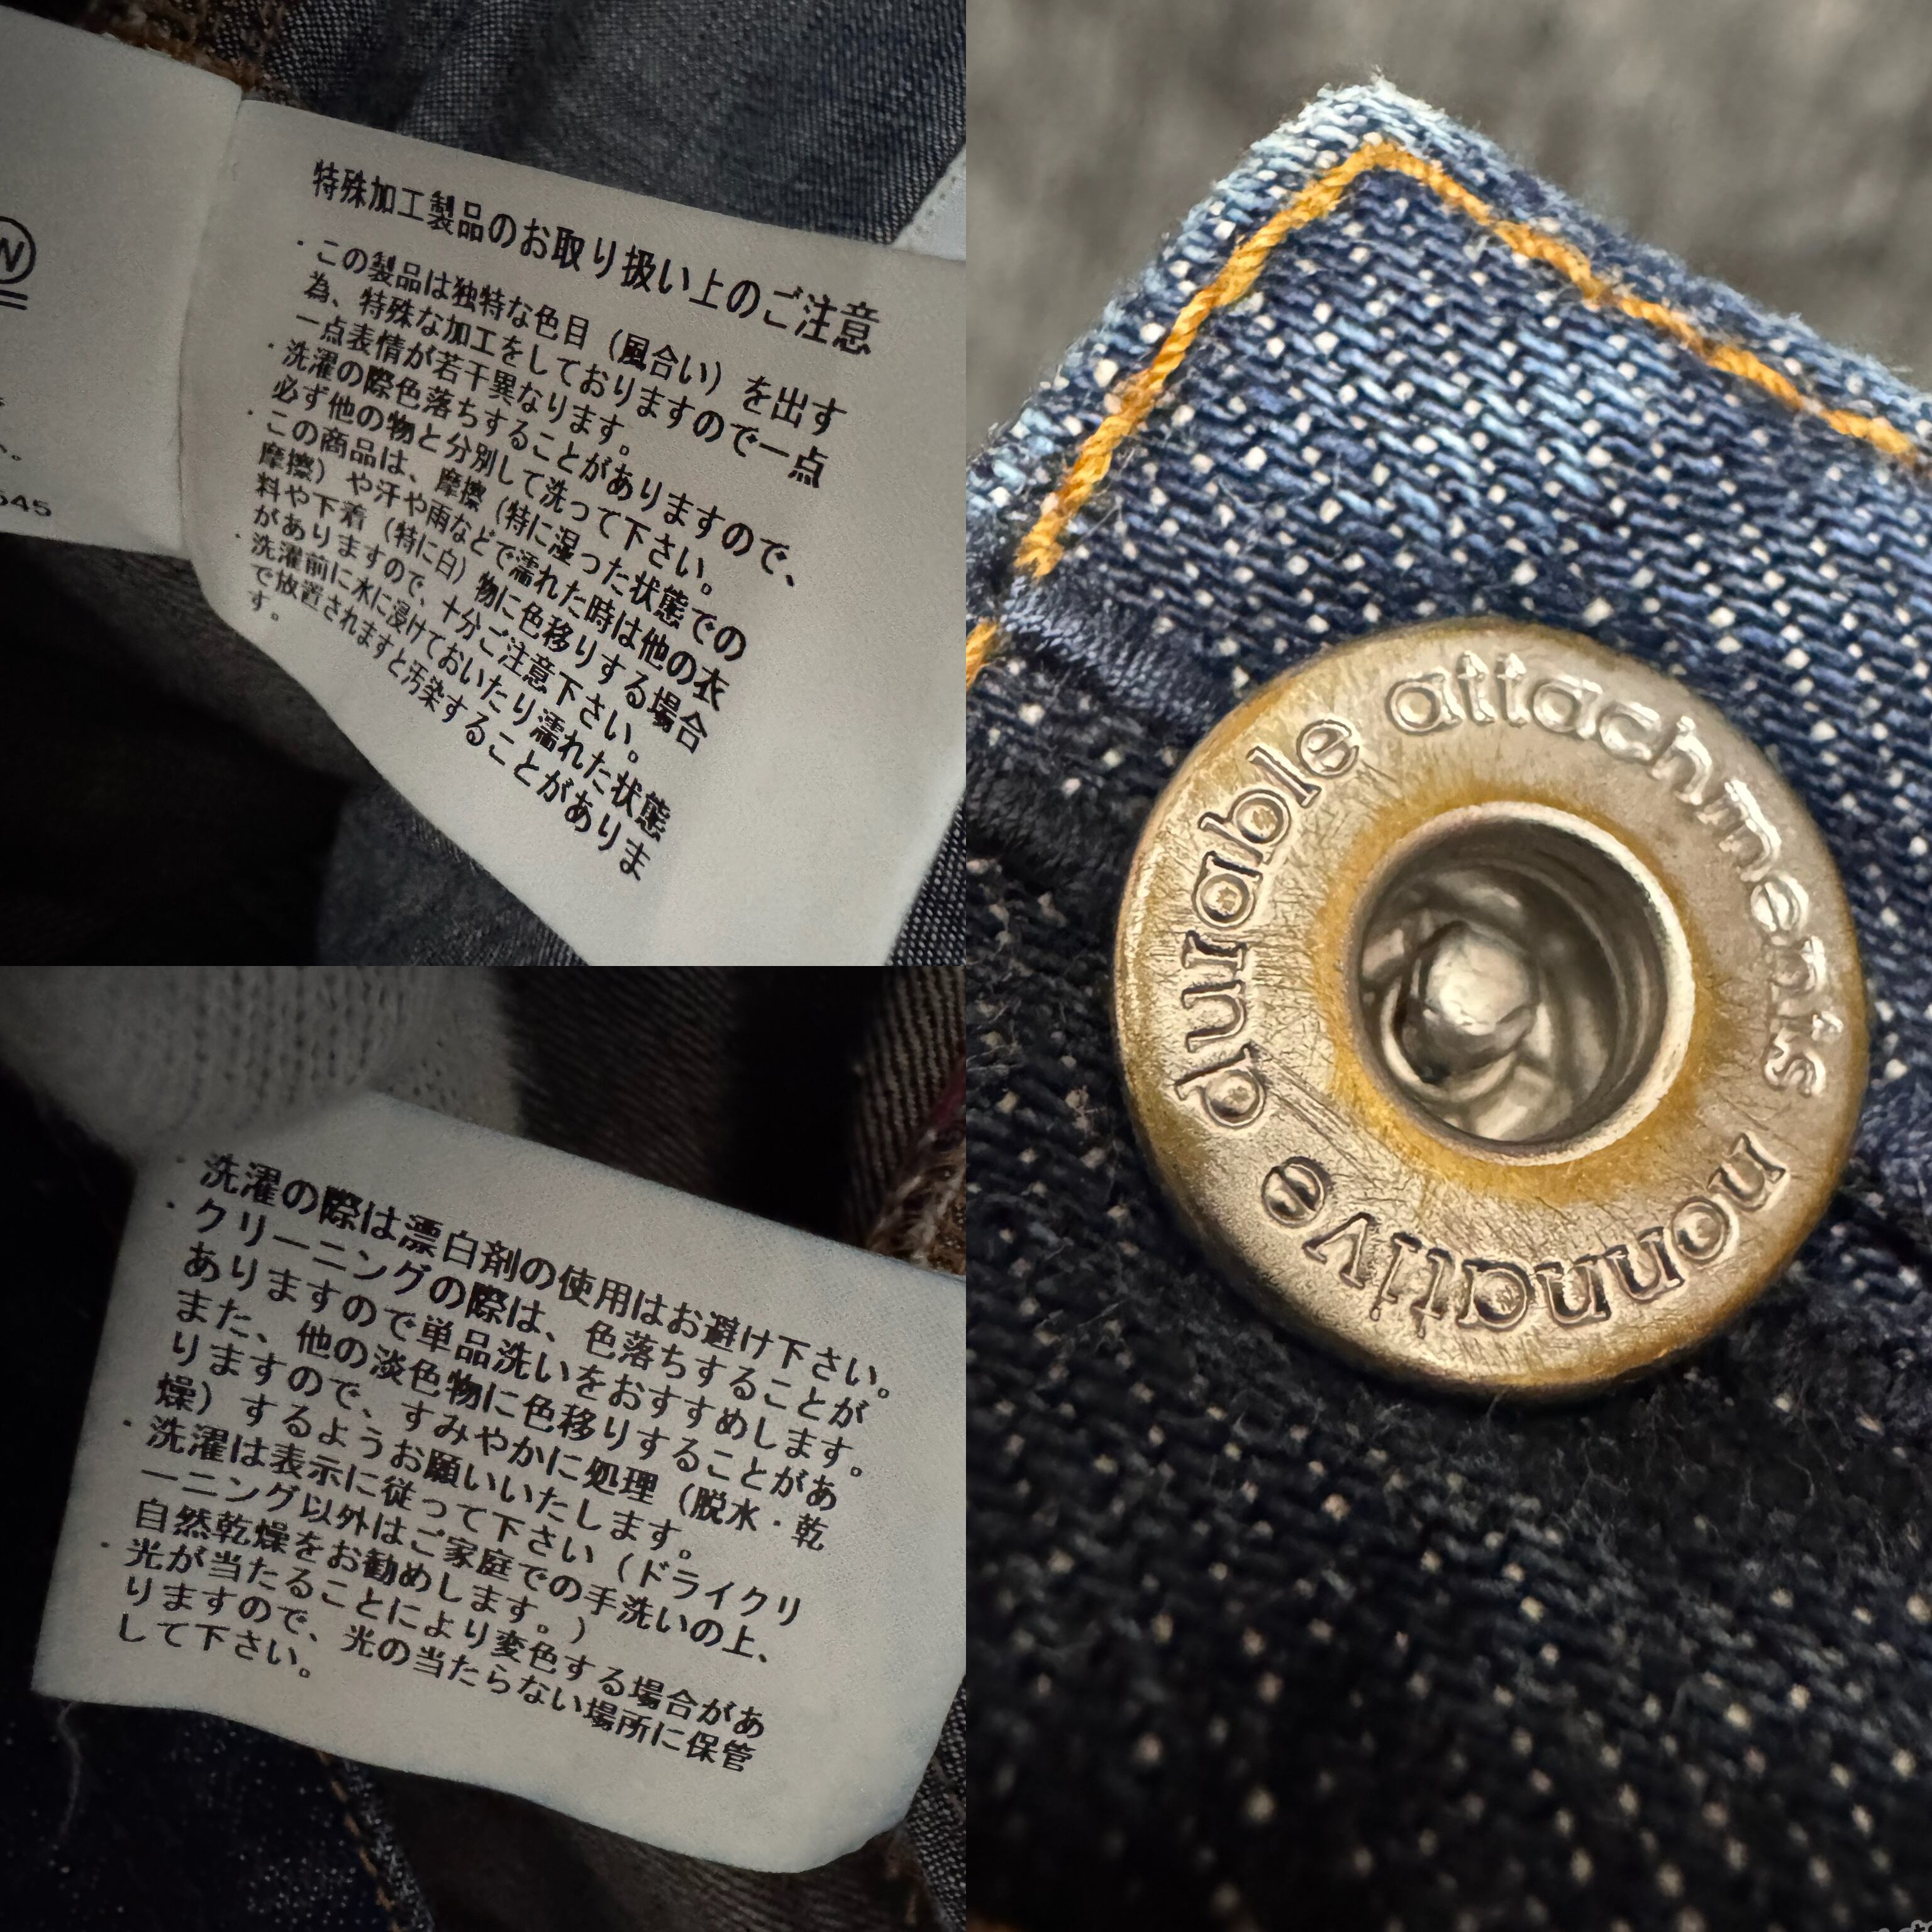 W
545
特殊加工製品のお取り扱い上のご注意
・この製品は独特な色目（風合い）を出す
為、特殊な加工をしておりますので一点
一点表情が若干異なります。
・洗濯の際色落ちすることがありますので、
必ず他の物と分別して洗って下さい。
・この商品は、摩擦（特に湿った状態での
摩擦）や汗や雨などで濡れた時は他の衣
料や下着（特に白）物に色移りする場合
がありますので、十分ご注意下さい。
・洗濯前に水に浸けておいたり濡れた状態
で放置されますと汚染することがありま
す。
・洗濯の際は漂白剤の使用はお避け下さい。
・クリーニングの際は、色落ちすることが
ありますので単品洗いをおすすめします。
また、他の淡色物に色移りすることがあ
りますので、すみやかに処理（脱水・乾
燥）するようお願いいたします。
・洗濯は表示に従って下さい（ドライクリ
ーニング以外はご家庭での手洗いの上、
自然乾燥をお勧めします。）
・光が当たることにより変色する場合があ
りますので、光の当たらない場所に保管
して下さい。
durable attachments
nonnative